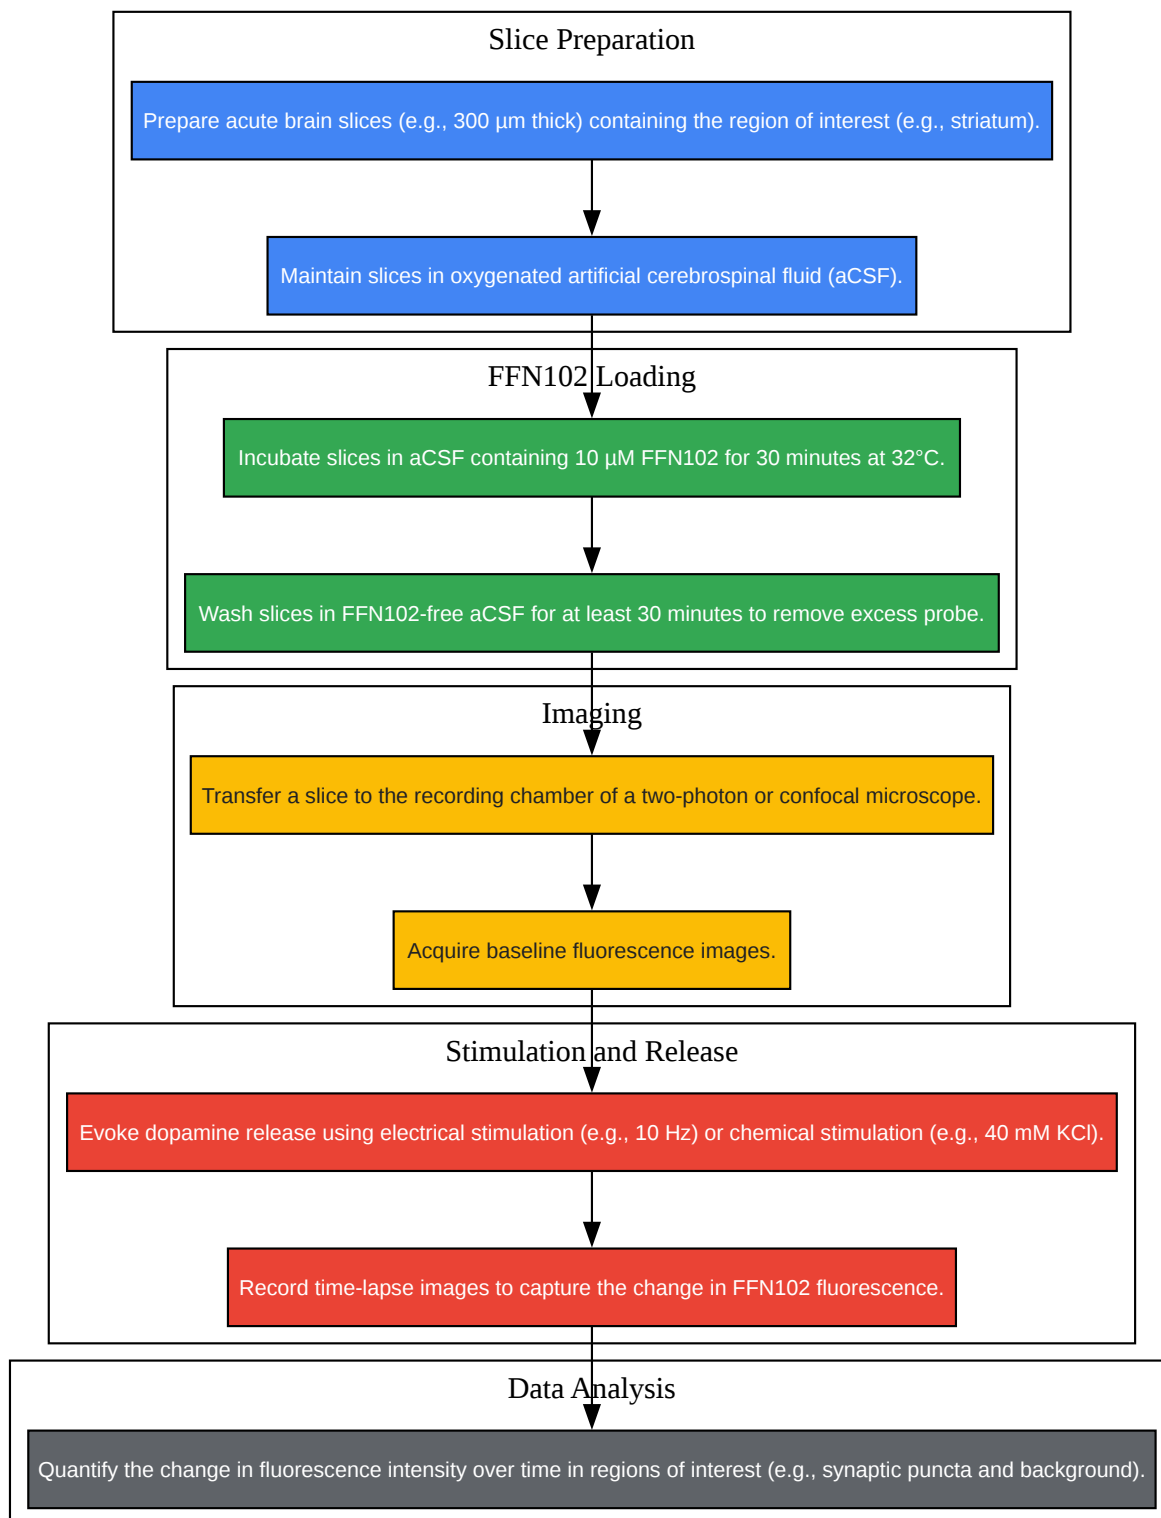 Slice Preparation
Prepare acute brain slices (e.g., 300 µm thick) containing the region of interest (e.g., striatum).
Maintain slices in oxygenated artificial cerebrospinal fluid (aCSF).
FFN102 Loading
Incubate slices in aCSF containing 10 µM FFN102 for 30 minutes at 32°C.
Wash slices in FFN102-free aCSF for at least 30 minutes to remove excess probe.
Imaging
Transfer a slice to the recording chamber of a two-photon or confocal microscope.
Acquire baseline fluorescence images.
Stimulation and Release
Evoke dopamine release using electrical stimulation (e.g., 10 Hz) or chemical stimulation (e.g., 40 mM KCl).
Record time-lapse images to capture the change in FFN102 fluorescence.
Data Analysis
Quantify the change in fluorescence intensity over time in regions of interest (e.g., synaptic puncta and background).